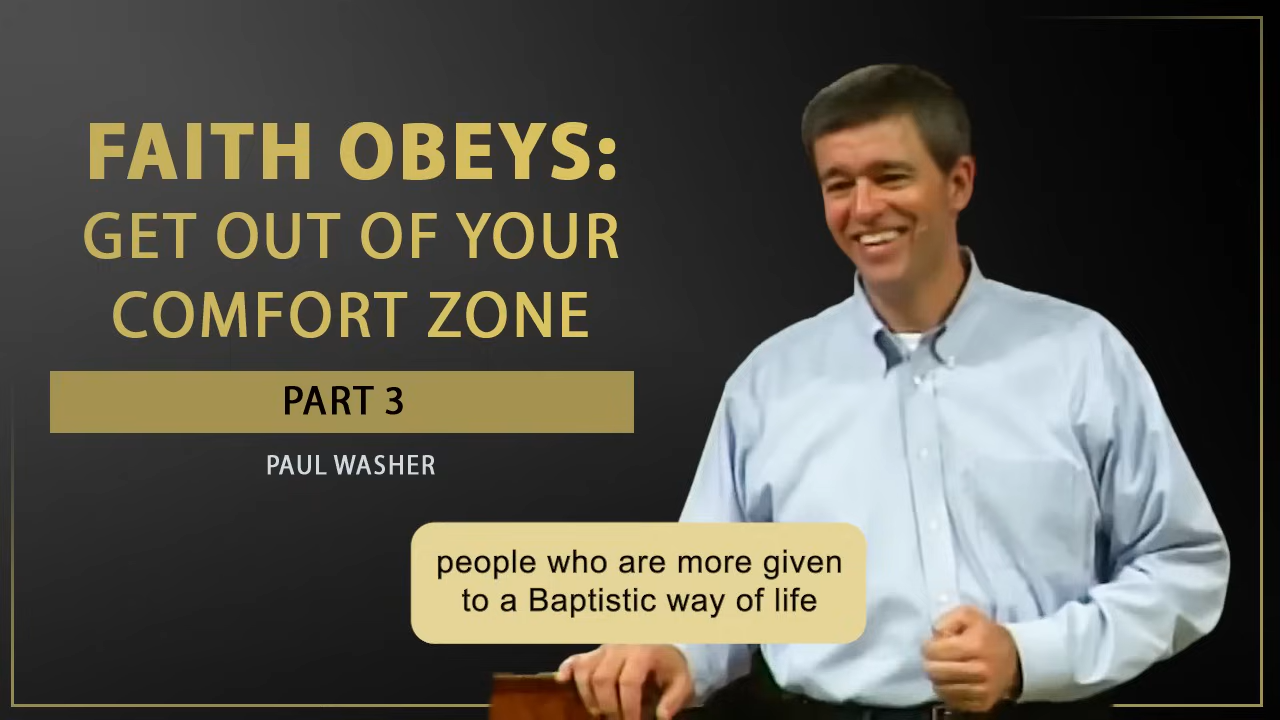 FAITH OBEYS:
GET OUT OF YOUR
COMFORT ZONE
PART 3
PAUL WASHER
people who are more given
to a Baptistic way of life